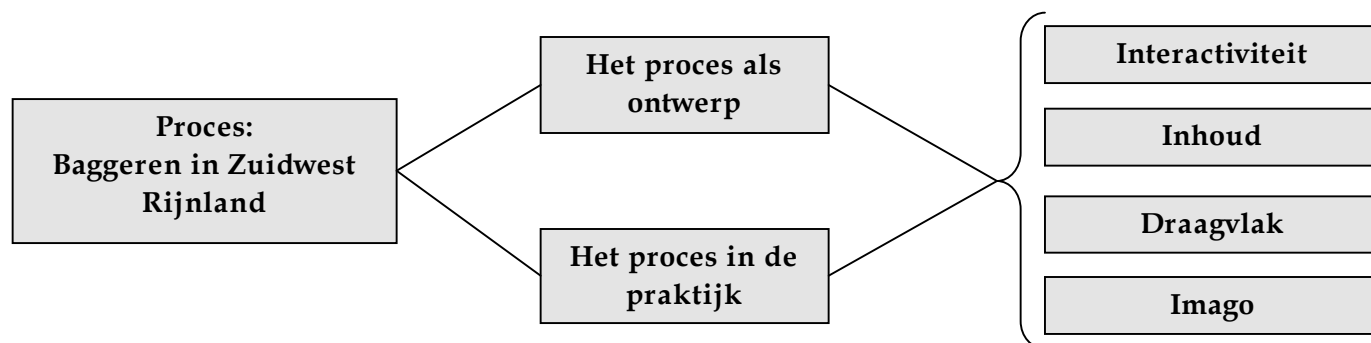 Proces:
Baggeren in Zuidwest
Rijnland
Het proces als
ontwerp
Het proces in de
praktijk
Interactiviteit
Inhoud
Draagvlak
Imago